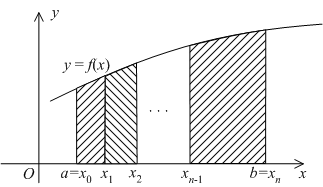 y
y = f(x)
. . .
O a=x₀ x₁ x₂ xₙ₋₁ b=xₙ x